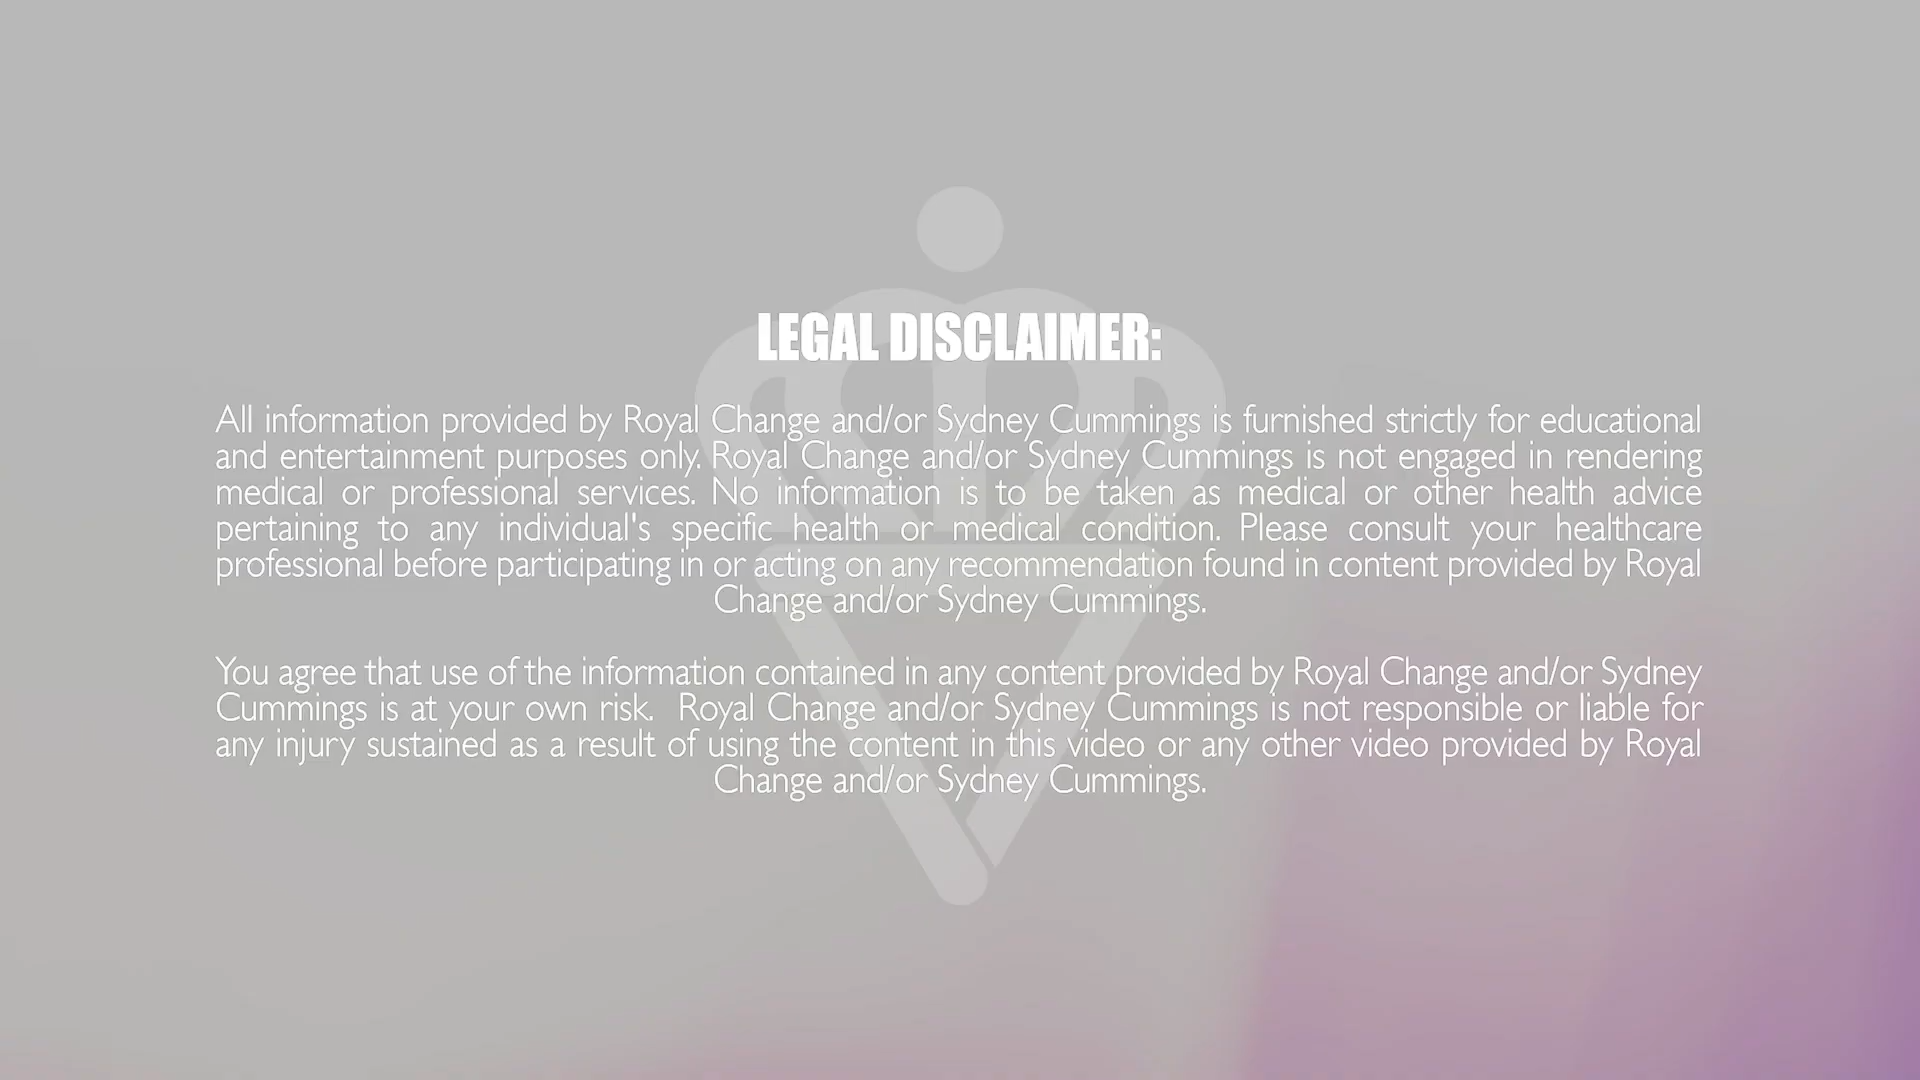 LEGAL DISCLAIMER:
All information provided by Royal Change and/or Sydney Cummings is furnished strictly for educational
and entertainment purposes only. Royal Change and/or Sydney Cummings is not engaged in rendering
medical or professional services. No information is to be taken as medical or other health advice
pertaining to any individual's specific health or medical condition. Please consult your healthcare
professional before participating in or acting on any recommendation found in content provided by Royal
Change and/or Sydney Cummings.
You agree that use of the information contained in any content provided by Royal Change and/or Sydney
Cummings is at your own risk.  Royal Change and/or Sydney Cummings is not responsible or liable for
any injury sustained as a result of using the content in this video or any other video provided by Royal
Change and/or Sydney Cummings.